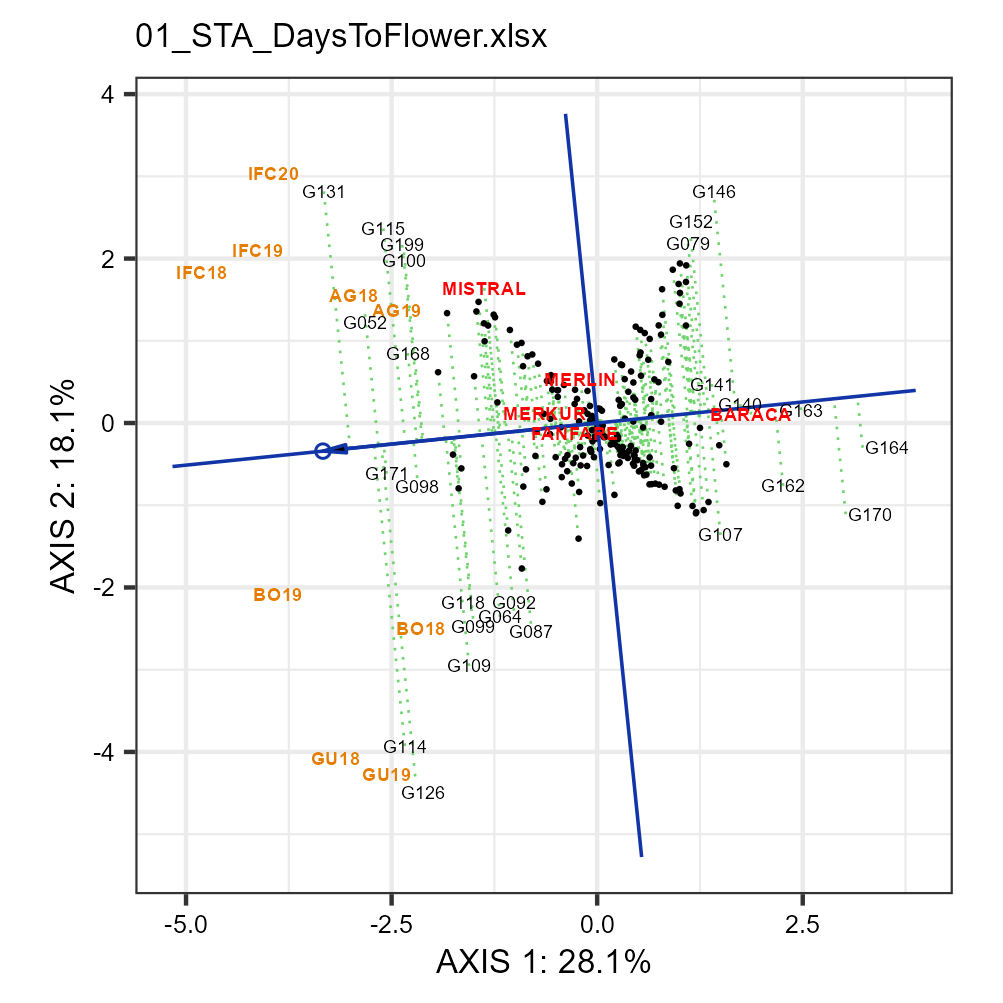 01_STA_DaysToFlower.xlsx
4
IFC20
G131
G146
G115
G152
G199
G079
IFC19
2
G100
IFC18
MISTRAL
AG18
AG19
G052
G168
MERLIN
G141
G140
G163
MERKUR
BARACA
0
FANFARE
G164
G171
G098
G162
G170
G107
-2
BO19
G118
G092
G064
BO18
G099
G087
G109
-4
G114
GU18
GU19
G126
AXIS 2: 18.1%
-5.0
-2.5
0.0
2.5
AXIS 1: 28.1%